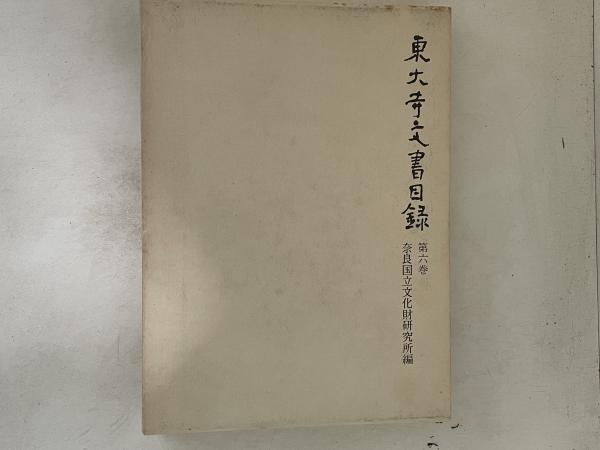 東大寺文書目録
第六巻
奈良国立文化財研究所編